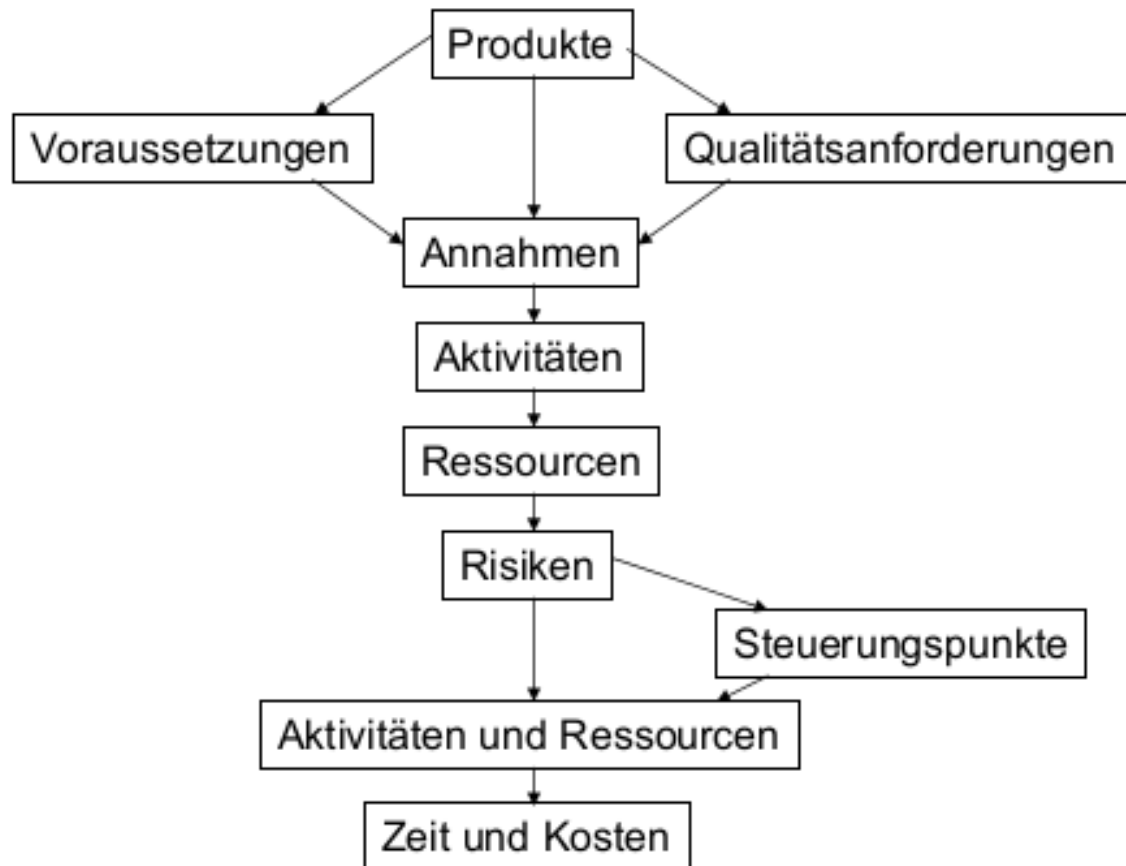 Produkte
Voraussetzungen
Qualitätsanforderungen
Annahmen
Aktivitäten
Ressourcen
Risiken
Steuerungspunkte
Aktivitäten und Ressourcen
Zeit und Kosten